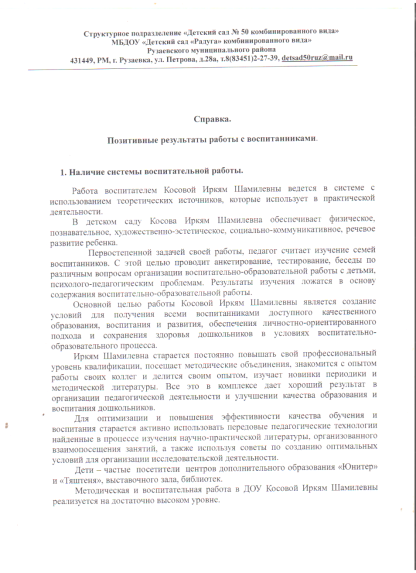 Структурное подразделение «Детский сад № 50 комбинированного вида»
МБДОУ «Детский сад «Радуга» комбинированного вида»
Рузаевского муниципального района
431449, РМ, г. Рузаевка, ул. Петрова, д.28а, т.8(83451)2-27-39, detsad50ruz@mail.ru
Справка.
Позитивные результаты работы с воспитанниками.
1. Наличие системы воспитательной работы.
Работа воспитателем Косовой Иркям Шамилевны ведется в системе с
использованием теоретических источников, которые использует в практической
деятельности.
В детском саду Косова Иркям Шамилевна обеспечивает физическое,
познавательное, художественно-эстетическое, социально-коммуникативное, речевое
развитие ребенка.
Первостепенной задачей своей работы, педагог считает изучение семей
воспитанников. С этой целью проводит анкетирование, тестирование, беседы по
различным вопросам организации воспитательно-образовательной работы с детьми,
психолого-педагогическим проблемам. Результаты изучения ложатся в основу
содержания воспитательно-образовательной работы.
Основной целью работы Косовой Иркям Шамилевны является создание
условий для получения всеми воспитанниками доступного качественного
образования, воспитания и развития, обеспечения личностно-ориентированного
подхода и сохранения здоровья дошкольников в условиях воспитательно-
образовательного процесса.
Иркям Шамилевна старается постоянно повышать свой профессиональный
уровень квалификации, посещает методические объединения, знакомится с опытом
работы своих коллег и делится своим опытом, изучает новинки периодики и
методической литературы. Все это в комплексе дает хороший результат в
организации педагогической деятельности и улучшении качества образования и
воспитания дошкольников.
Для оптимизации и повышения эффективности качества обучения и
воспитания старается активно использовать передовые педагогические технологии
найденные в процессе изучения научно-практической литературы, организованного
взаимопосещения занятий, а также используя советы по созданию оптимальных
условий для организации исследовательской деятельности.
Дети – частые посетители центров дополнительного образования «Юнитер»
и «Тяштеня», выставочного зала, библиотек.
Методическая и воспитательная работа в ДОУ Косовой Иркям Шамилевны
реализуется на достаточно высоком уровне.